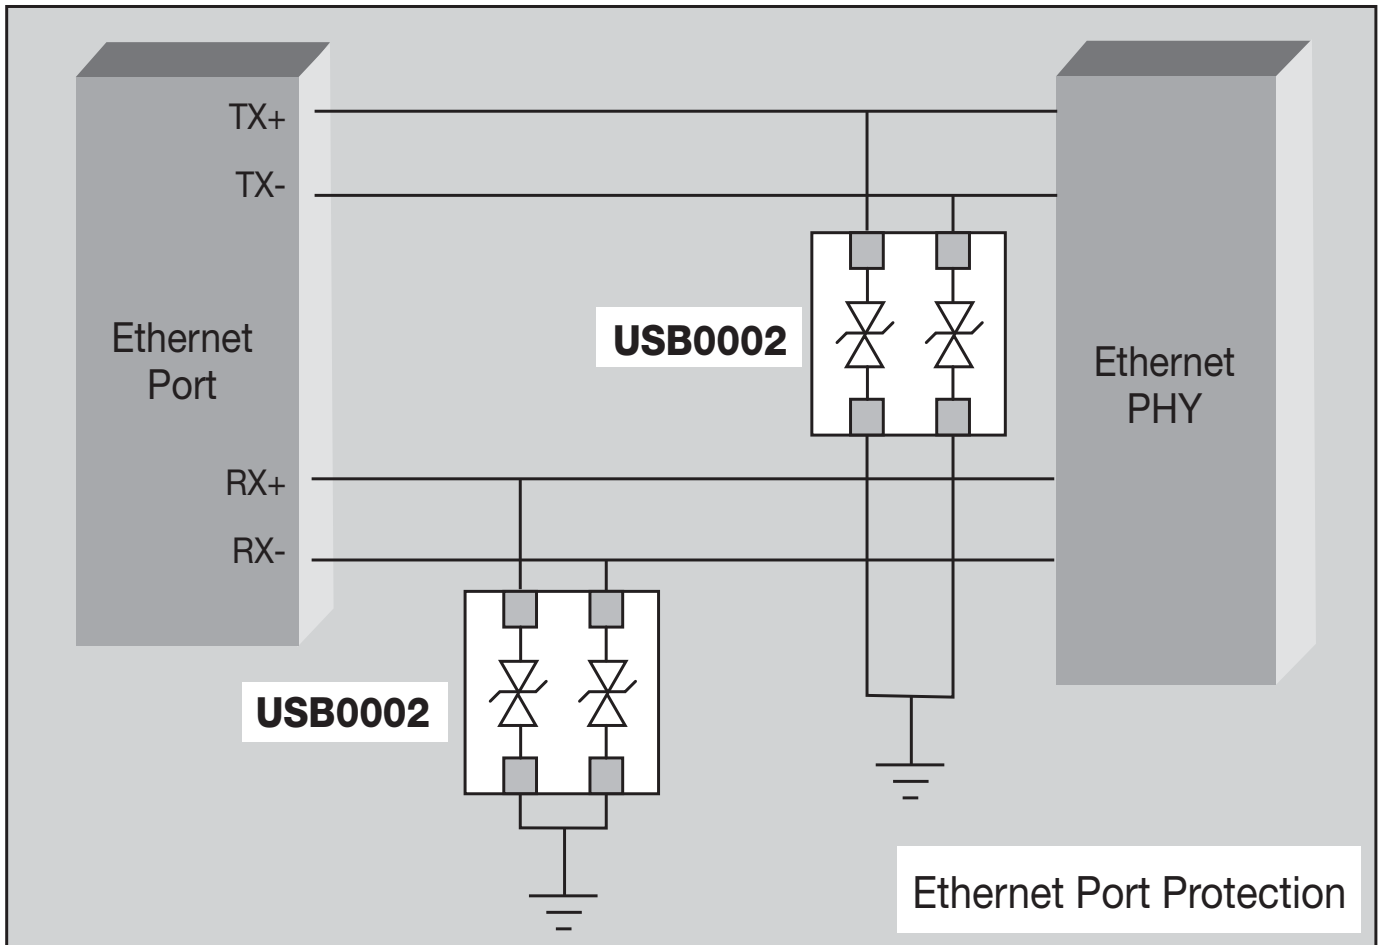 TX+
TX-
Ethernet
Port
USB0002
Ethernet
PHY
RX+
RX-
USB0002
Ethernet Port Protection